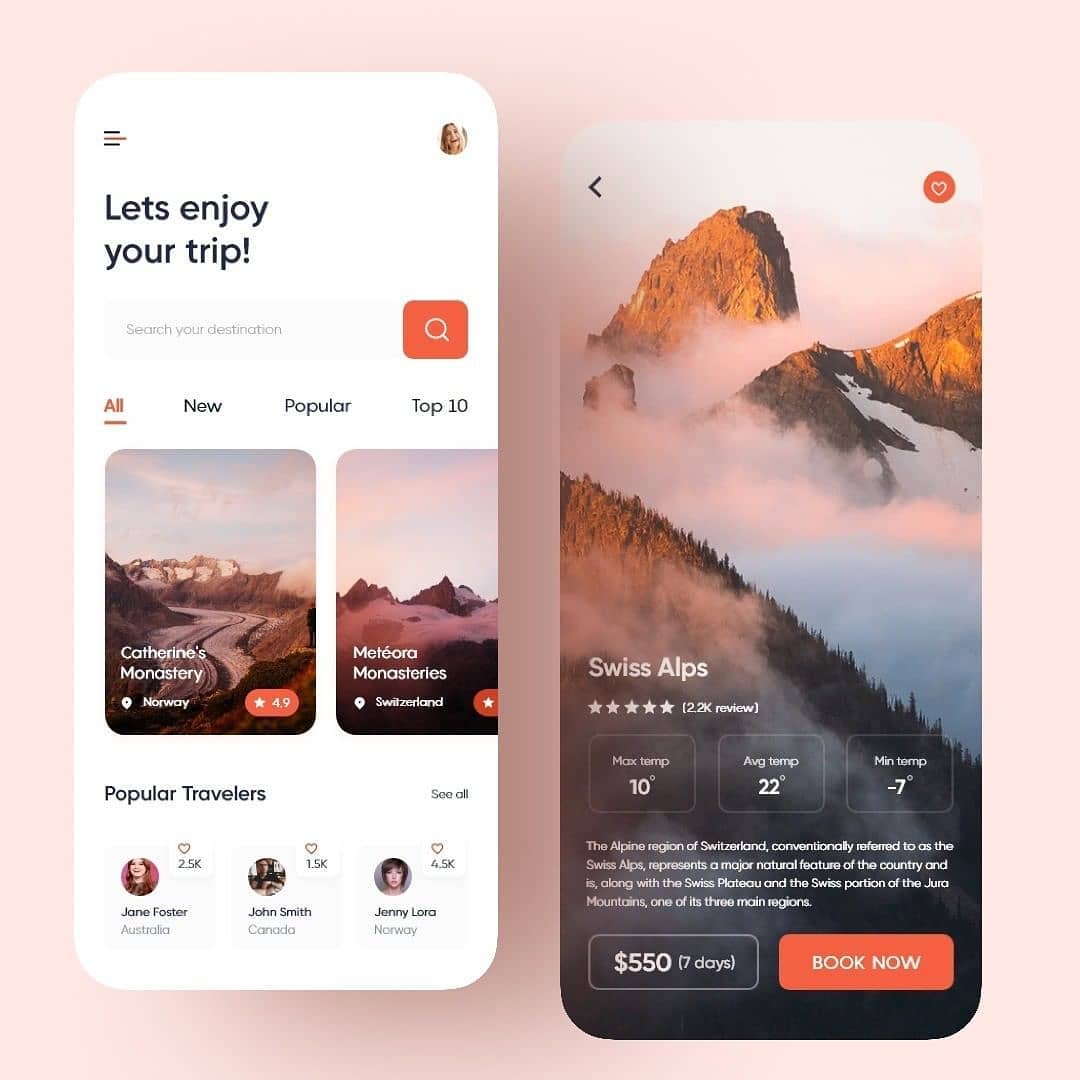 Lets enjoy
your trip!
Search your destination
All New Popular Top 10
Catherine's
Monastery
Norway 4.9
Metéora
Monasteries
Switzerland
Popular Travelers See all
2.5K
Jane Foster
Australia
1.5K
John Smith
Canada
4.5K
Jenny Lora
Norway
Swiss Alps
(2.2K review)
Max temp
10°
Avg temp
22°
Min temp
-7°
The Alpine region of Switzerland, conventionally referred to as the
Swiss Alps, represents a major natural feature of the country and
is, along with the Swiss Plateau and the Swiss portion of the Jura
Mountains, one of its three main regions.
$550 (7 days)
BOOK NOW